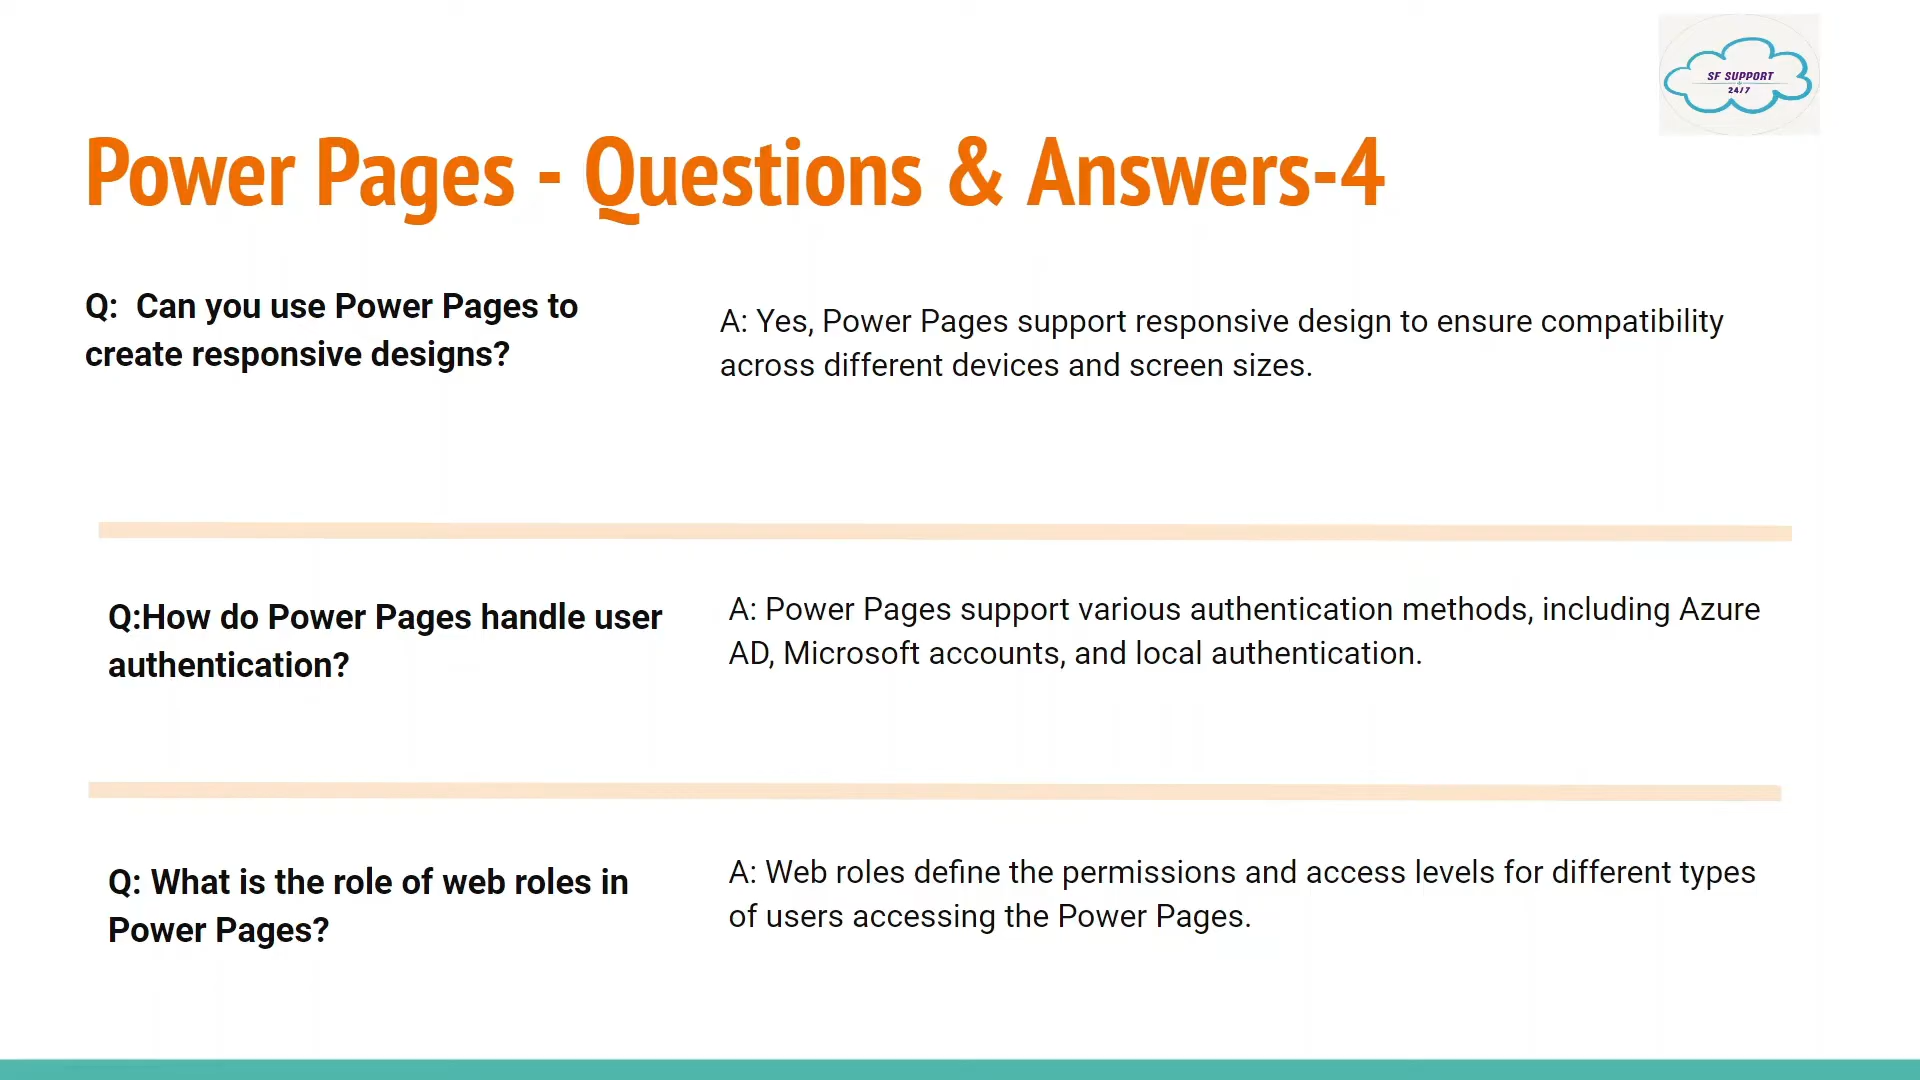 SF SUPPORT
24/7
Power Pages - Questions & Answers-4
Q:  Can you use Power Pages to
create responsive designs?
A: Yes, Power Pages support responsive design to ensure compatibility
across different devices and screen sizes.
Q:How do Power Pages handle user
authentication?
A: Power Pages support various authentication methods, including Azure
AD, Microsoft accounts, and local authentication.
Q: What is the role of web roles in
Power Pages?
A: Web roles define the permissions and access levels for different types
of users accessing the Power Pages.